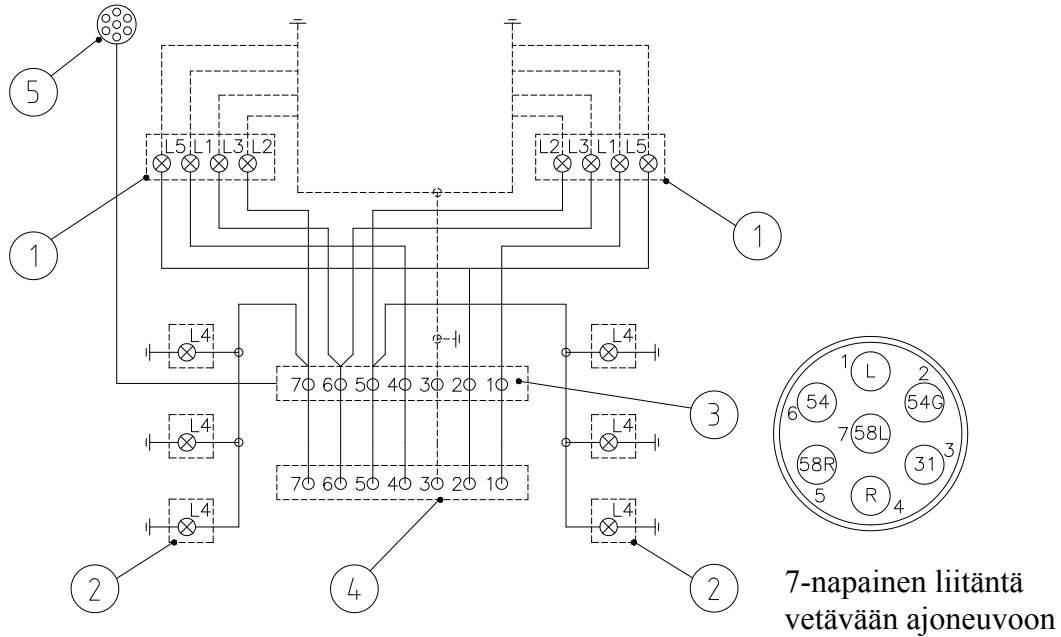 5
L5 L1 L3 L2
L2 L3 L1 L5
1
1
L4
L4
7 6 5 4 3 2 1
3
L4
L4
7 6 5 4 3 2 1
L4
L4
2
4
2
1 L 2
6 54 54G
7 58L
58R 31 3
5 R 4
7-napainen liitäntä
vetävään ajoneuvoon